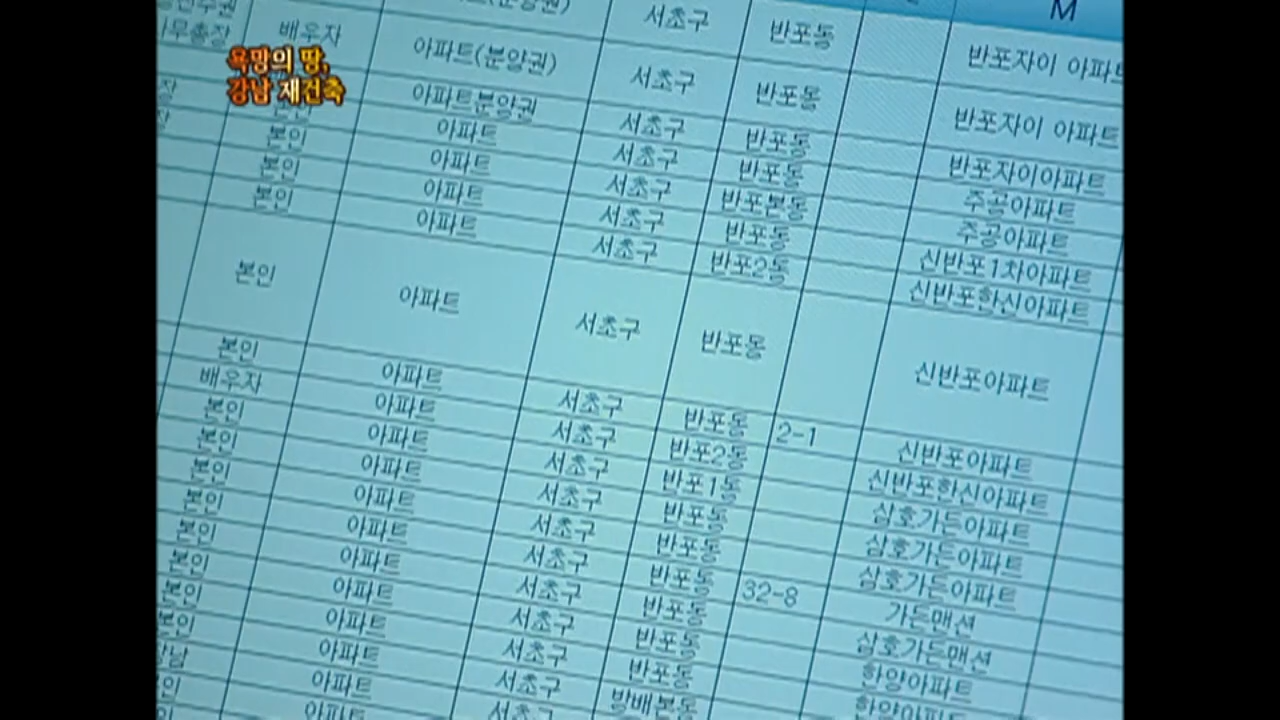 욕망의 땅,
강남 재건축
M
서초구 반포동 반포자이 아파트
배우자 아파트(분양권) 서초구 반포동 반포자이 아파트
아파트분양권 서초구 반포동 반포자이아파트
본인 아파트 서초구 반포동 주공아파트
본인 아파트 서초구 반포본동 주공아파트
본인 아파트 서초구 반포동 신반포1차아파트
아파트 서초구 반포2동 신반포한신아파트
본인 아파트 서초구 반포동 신반포아파트
본인 아파트 서초구 반포동 2-1 신반포아파트
배우자 아파트 서초구 반포2동 신반포한신아파트
본인 아파트 서초구 반포1동 삼호가든아파트
본인 아파트 서초구 반포동 삼호가든아파트
본인 아파트 서초구 반포동 삼호가든아파트
본인 아파트 서초구 반포동 32-8 가든맨션
본인 아파트 서초구 반포동 삼호가든맨션
본인 아파트 서초구 반포동 한양아파트
본인 아파트 서초구 반포동 한양아파트
본인 아파트 서초구 방배본동
아파트 서초구
아파트